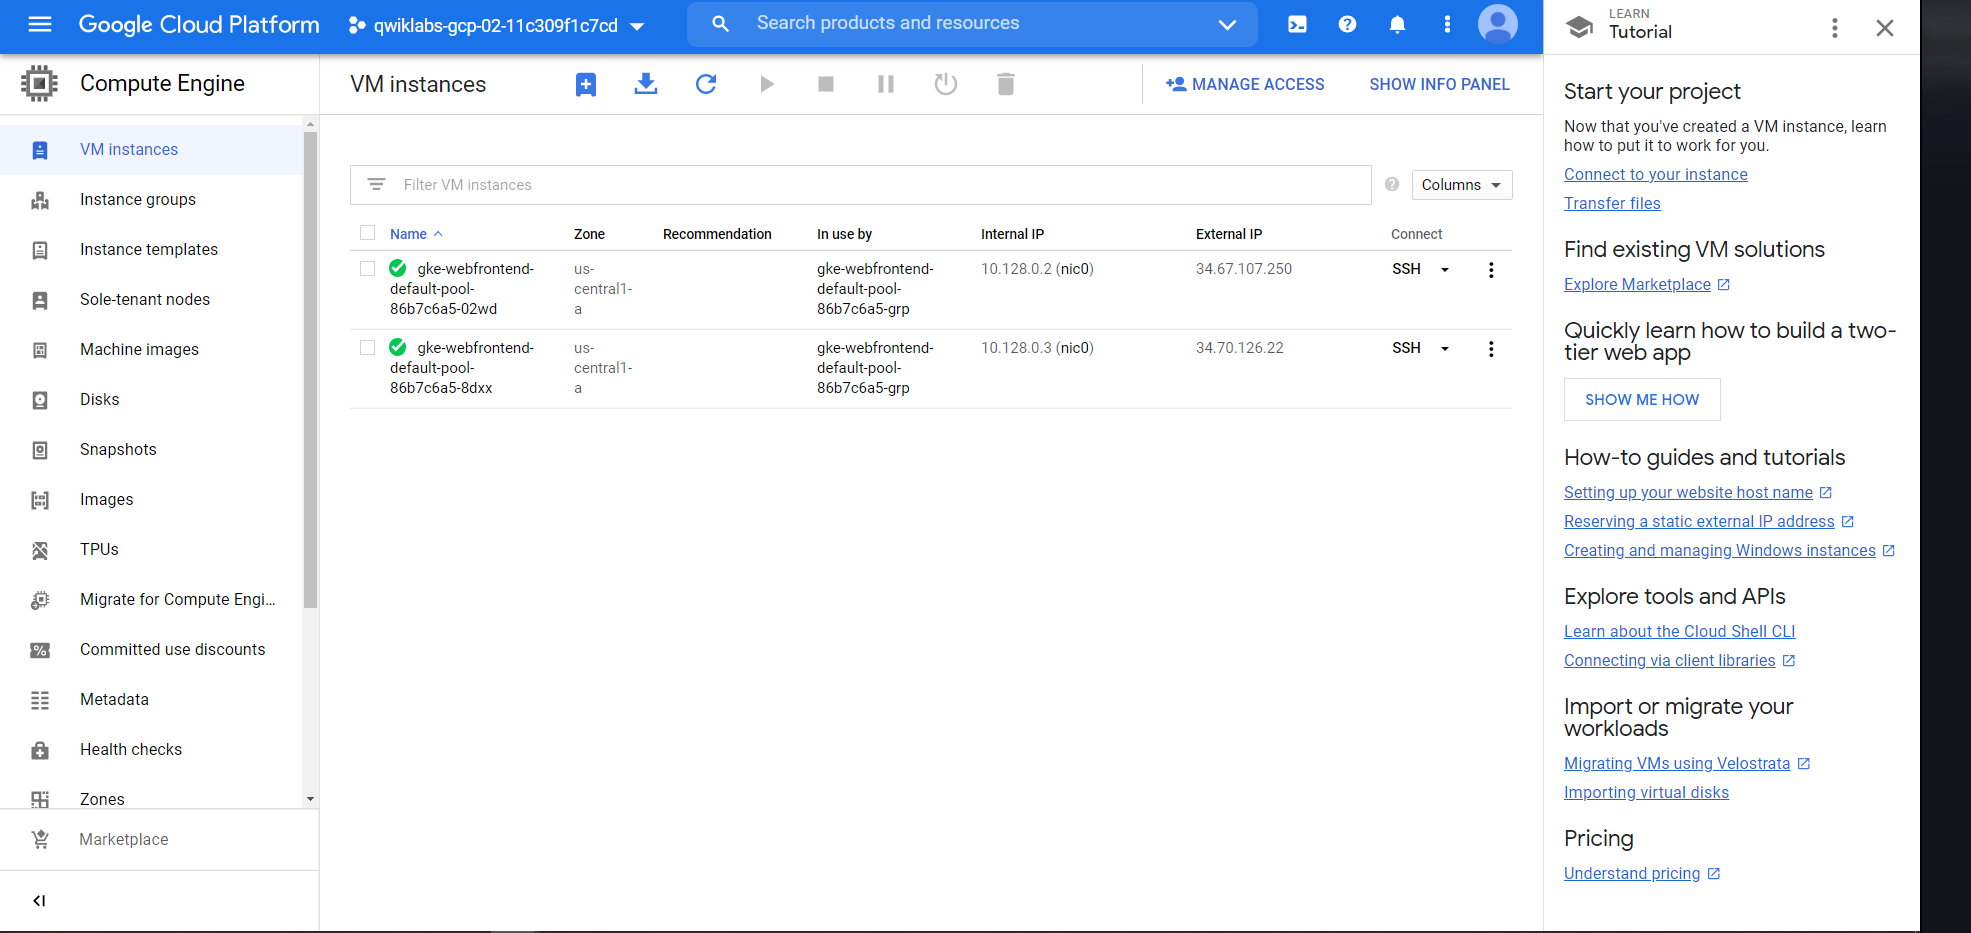 Google Cloud Platform
qwiklabs-gcp-02-11c309f1c7cd
Search products and resources
Compute Engine
VM instances
Instance groups
Instance templates
Sole-tenant nodes
Machine images
Disks
Snapshots
Images
TPUs
Migrate for Compute Engi...
Committed use discounts
Metadata
Health checks
Zones
Marketplace
VM instances
MANAGE ACCESS
SHOW INFO PANEL
Filter VM instances
Columns
Name Zone Recommendation In use by Internal IP External IP Connect
gke-webfrontend- us- gke-webfrontend- 10.128.0.2 (nic0) 34.67.107.250 SSH
default-pool- central1- default-pool-
86b7c6a5-02wd a 86b7c6a5-grp
gke-webfrontend- us- gke-webfrontend- 10.128.0.3 (nic0) 34.70.126.22 SSH
default-pool- central1- default-pool-
86b7c6a5-8dxx a 86b7c6a5-grp
LEARN
Tutorial
Start your project
Now that you've created a VM instance, learn
how to put it to work for you.
Connect to your instance
Transfer files
Find existing VM solutions
Explore Marketplace
Quickly learn how to build a two-
tier web app
SHOW ME HOW
How-to guides and tutorials
Setting up your website host name
Reserving a static external IP address
Creating and managing Windows instances
Explore tools and APIs
Learn about the Cloud Shell CLI
Connecting via client libraries
Import or migrate your
workloads
Migrating VMs using Velostrata
Importing virtual disks
Pricing
Understand pricing